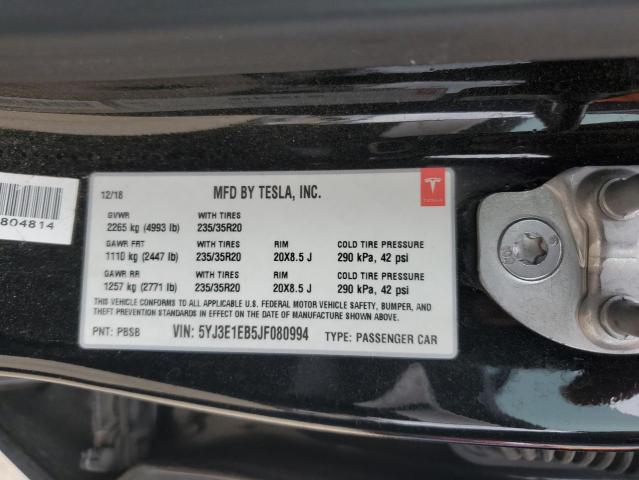 804814
12/18 MFD BY TESLA, INC.
TESLA
GVWR WITH TIRES
2265 kg (4993 lb) 235/35R20
GAWR FRT WITH TIRES RIM COLD TIRE PRESSURE
1110 kg (2447 lb) 235/35R20 20X8.5 J 290 kPa, 42 psi
GAWR RR WITH TIRES RIM COLD TIRE PRESSURE
1257 kg (2771 lb) 235/35R20 20X8.5 J 290 kPa, 42 psi
THIS VEHICLE CONFORMS TO ALL APPLICABLE U.S. FEDERAL MOTOR VEHICLE SAFETY, BUMPER, AND
THEFT PREVENTION STANDARDS IN EFFECT ON THE DATE OF MANUFACTURE SHOWN ABOVE.
PNT: PBSB VIN: 5YJ3E1EB5JF080994 TYPE: PASSENGER CAR